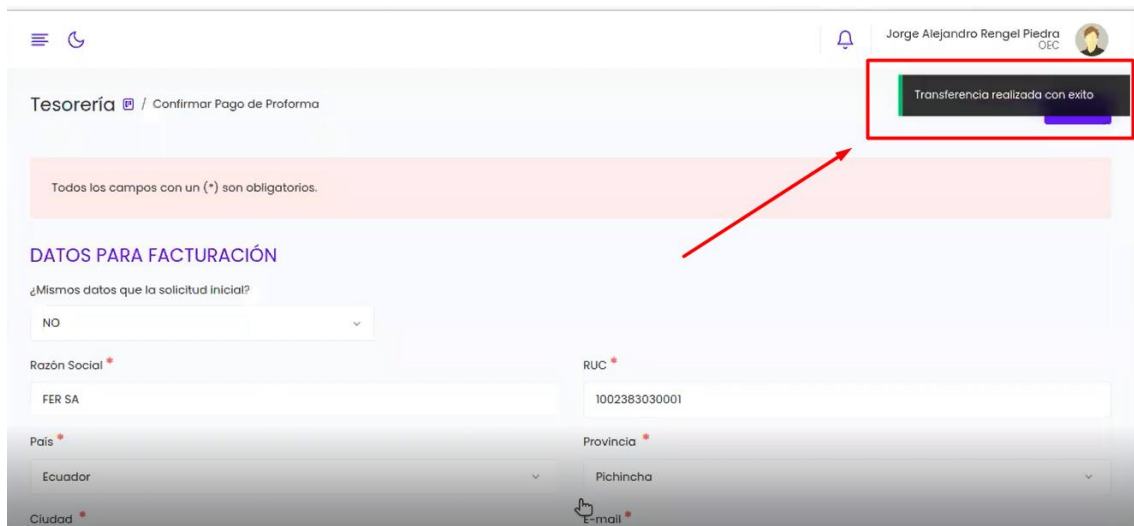 Jorge Alejandro Rengel Piedra
OEC
Tesorería / Confirmar Pago de Proforma
Transferencia realizada con exito
Todos los campos con un (*) son obligatorios.
DATOS PARA FACTURACIÓN
¿Mismos datos que la solicitud inicial?
NO
Razón Social *
RUC *
FER SA
1002383030001
País *
Provincia *
Ecuador
Pichincha
Ciudad *
E-mail *